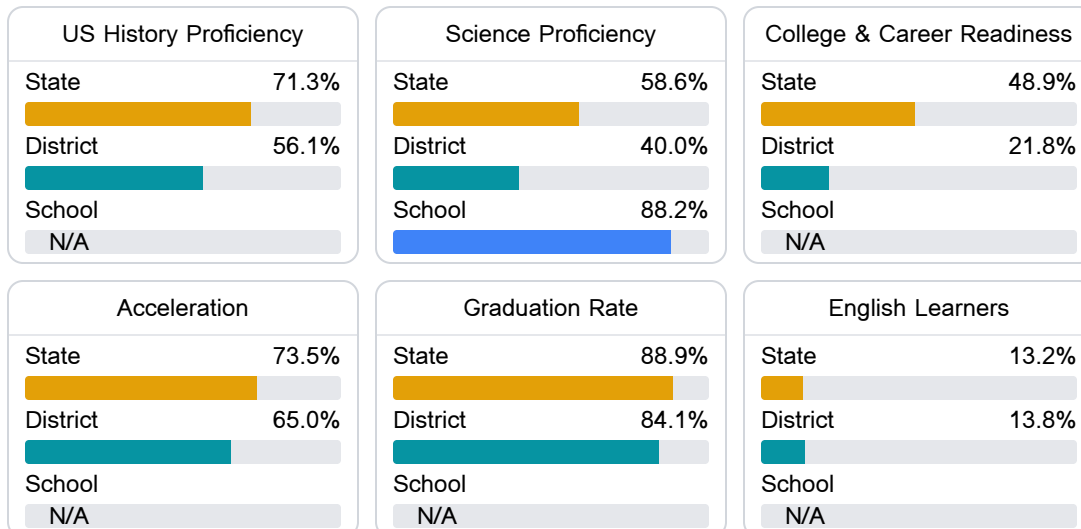 US History Proficiency
State 71.3%
District 56.1%
School
N/A
Science Proficiency
State 58.6%
District 40.0%
School 88.2%
College & Career Readiness
State 48.9%
District 21.8%
School
N/A
Acceleration
State 73.5%
District 65.0%
School
N/A
Graduation Rate
State 88.9%
District 84.1%
School
N/A
English Learners
State 13.2%
District 13.8%
School
N/A